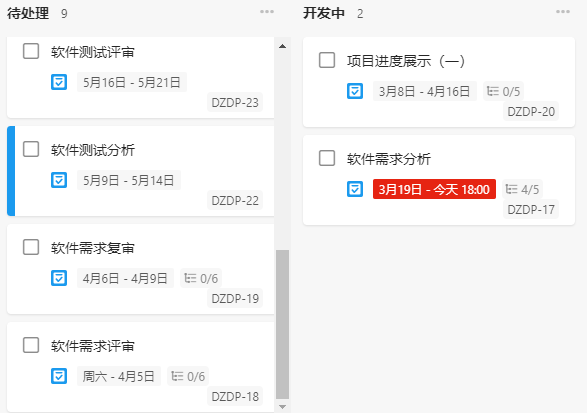 待处理 9
软件测试评审
5月16日 - 5月21日
DZDP-23
软件测试分析
5月9日 - 5月14日
DZDP-22
软件需求复审
4月6日 - 4月9日 0/6
DZDP-19
软件需求评审
周六 - 4月5日 0/6
DZDP-18
开发中 2
项目进度展示（一）
3月8日 - 4月16日 0/5
DZDP-20
软件需求分析
3月19日 - 今天 18:00 4/5
DZDP-17